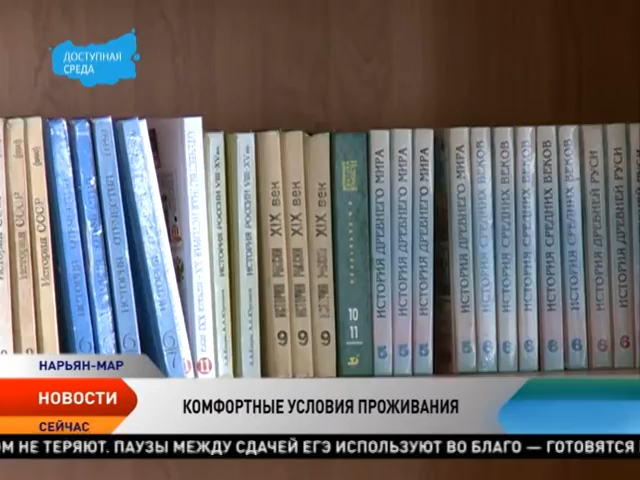 ДОСТУПНАЯ
СРЕДА
История СССР
История СССР
ИСТОРИЯ РОССИИ VIII-XV вв.
ИСТОРИЯ РОССИИ VIII-XV вв.
ИСТОРИЯ РОССИИ XIX век
9
ИСТОРИЯ РОССИИ XIX век
9
XIX век
9
10
11
ИСТОРИЯ ДРЕВНЕГО МИРА
5
ИСТОРИЯ ДРЕВНЕГО МИРА
5
ИСТОРИЯ ДРЕВНЕГО МИРА
5
ИСТОРИЯ ДРЕВНЕГО МИРА
5
ИСТОРИЯ СРЕДНИХ ВЕКОВ
6
ИСТОРИЯ СРЕДНИХ ВЕКОВ
6
ИСТОРИЯ СРЕДНИХ ВЕКОВ
6
ИСТОРИЯ СРЕДНИХ ВЕКОВ
6
ИСТОРИЯ СРЕДНИХ ВЕКОВ
6
ИСТОРИЯ ДРЕВНЕЙ РУСИ
6
ИСТОРИЯ ДРЕВНЕЙ РУСИ
6
НАРЬЯН-МАР
НОВОСТИ
СЕЙЧАС
КОМФОРТНЫЕ УСЛОВИЯ ПРОЖИВАНИЯ
ОМ НЕ ТЕРЯЮТ. ПАУЗЫ МЕЖДУ СДАЧЕЙ ЕГЭ ИСПОЛЬЗУЮТ ВО БЛАГО — ГОТОВЯТСЯ